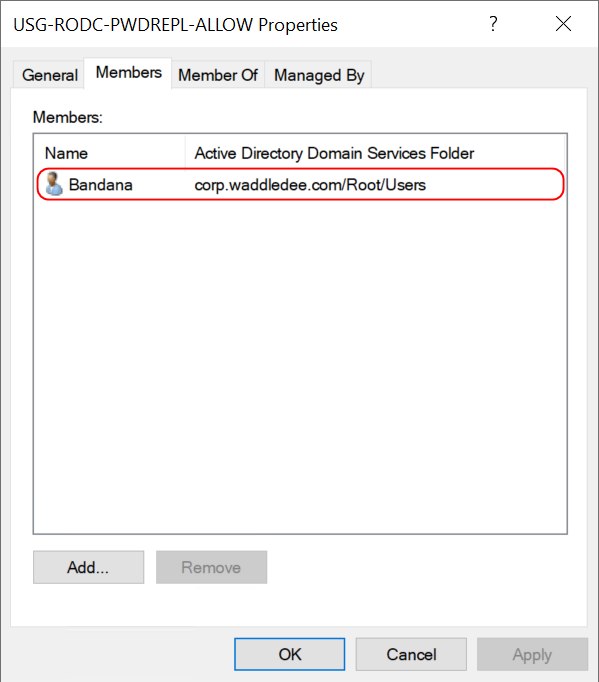 USG-RODC-PWDREPL-ALLOW Properties ?
General Members Member Of Managed By
Members:
Name Active Directory Domain Services Folder
Bandana corp.waddledee.com/Root/Users
Add... Remove
OK Cancel Apply